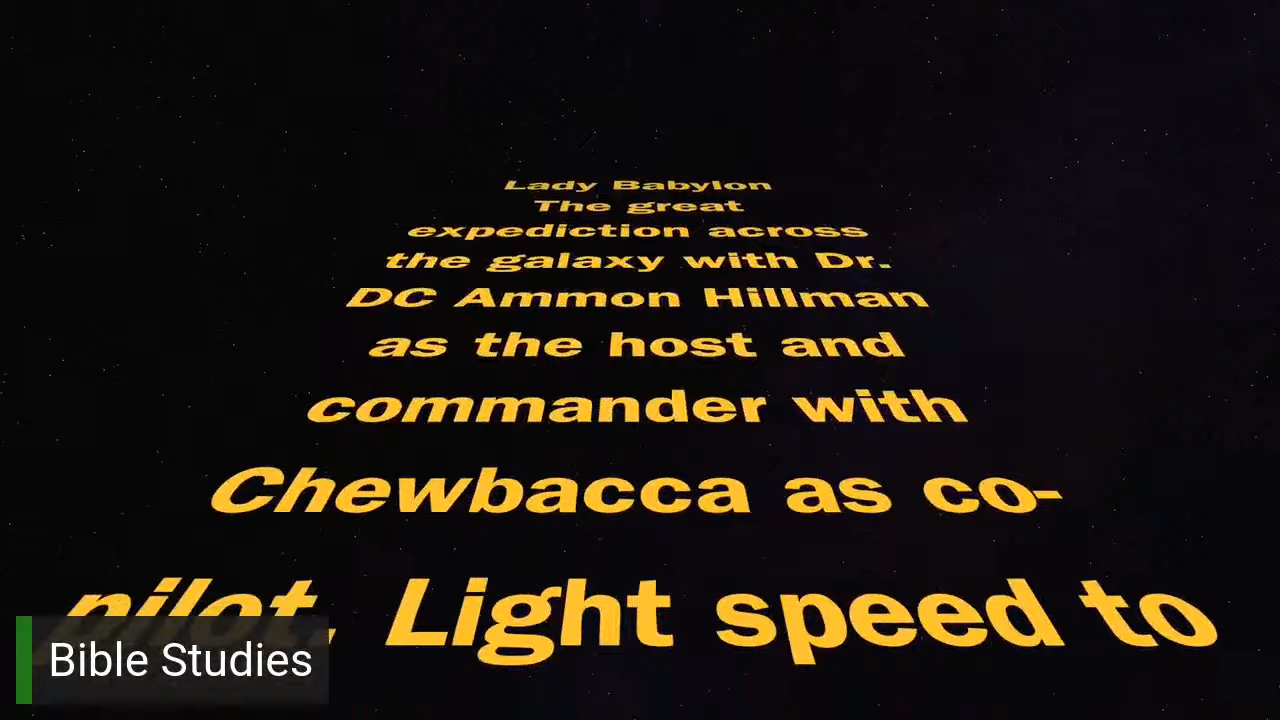 Lady Babylon
The great
expediction across
the galaxy with Dr.
DC Ammon Hillman
as the host and
commander with
Chewbacca as co-
pilot. Light speed to
Bible Studies